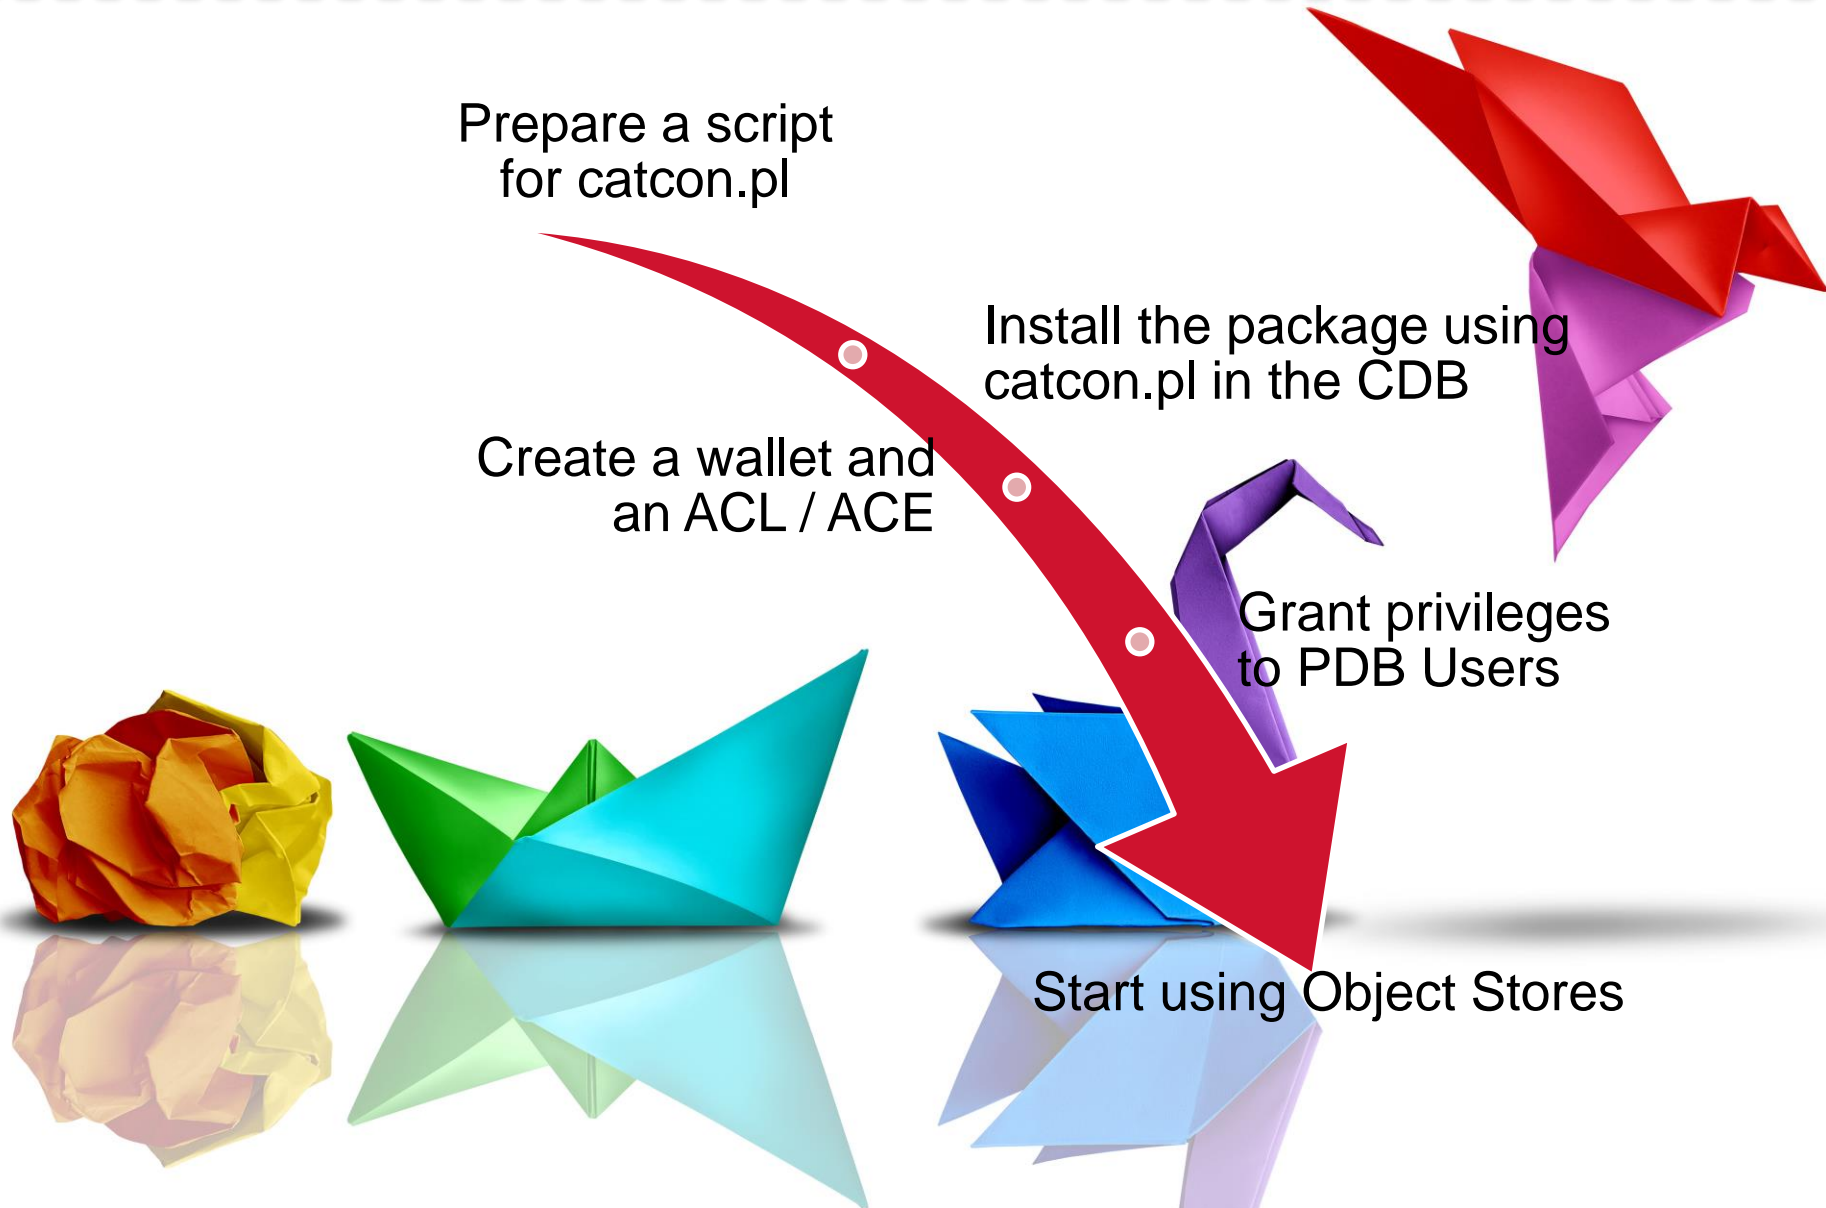 Prepare a script
for catcon.pl
Install the package using
catcon.pl in the CDB
Create a wallet and
an ACL / ACE
Grant privileges
to PDB Users
Start using Object Stores